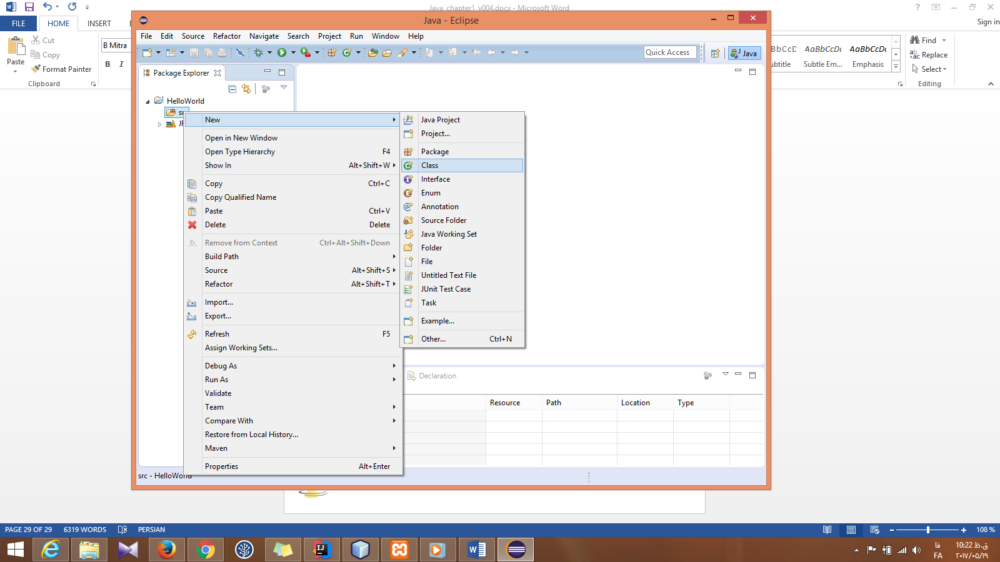 Java_chapter1_v004.docx - Microsoft Word
FILE
HOME
INSERT
Sign in
Paste
Cut
Copy
Format Painter
Clipboard
B Mitra
B I
Subtle Em...
AaBbCcDc
Emphasis
Find
Replace
Select
Editing
Java - Eclipse
File Edit Source Refactor Navigate Search Project Run Window Help
Quick Access
Java
Package Explorer
HelloWorld
New
Open in New Window
Open Type Hierarchy F4
Show In Alt+Shift+W
Copy Ctrl+C
Copy Qualified Name
Paste Ctrl+V
Delete Delete
Remove from Context Ctrl+Alt+Shift+Down
Build Path
Source Alt+Shift+S
Refactor Alt+Shift+T
Import...
Export...
Refresh F5
Assign Working Sets...
Debug As
Run As
Validate
Team
Compare With
Restore from Local History...
Maven
Properties Alt+Enter
Java Project
Project...
Package
Class
Interface
Enum
Annotation
Source Folder
Java Working Set
Folder
File
Untitled Text File
JUnit Test Case
Task
Example...
Other... Ctrl+N
Declaration
Resource Path Location Type
src - HelloWorld
PAGE 29 OF 29 6319 WORDS PERSIAN
108 %
فا
FA
10:22 ق.ظ
۲۰۱۷/۰۵/۱۹